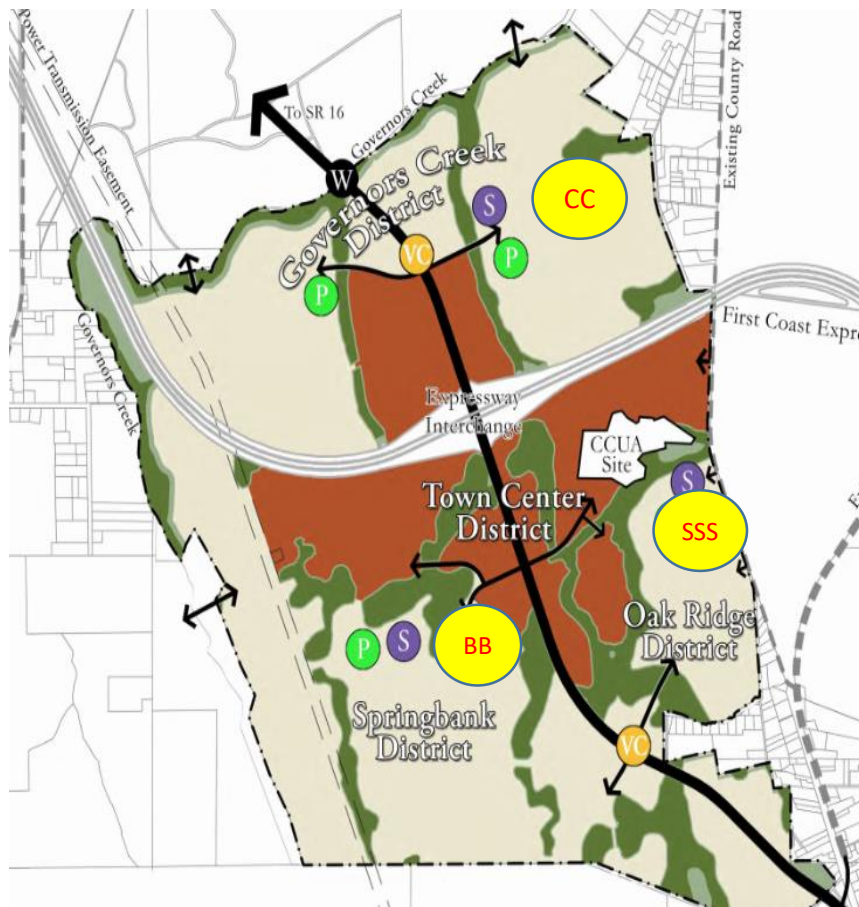 Power Transmission Easement
To SR 16
Governors Creek
Existing County Road
W
Governors Creek
District
S
CC
VC
P
P
First Coast Expre
Governors Creek
Expressway
Interchange
CCUA
Site
S
Town Center
District
SSS
E
Oak Ridge
District
P
S
BB
Springbank
District
VC